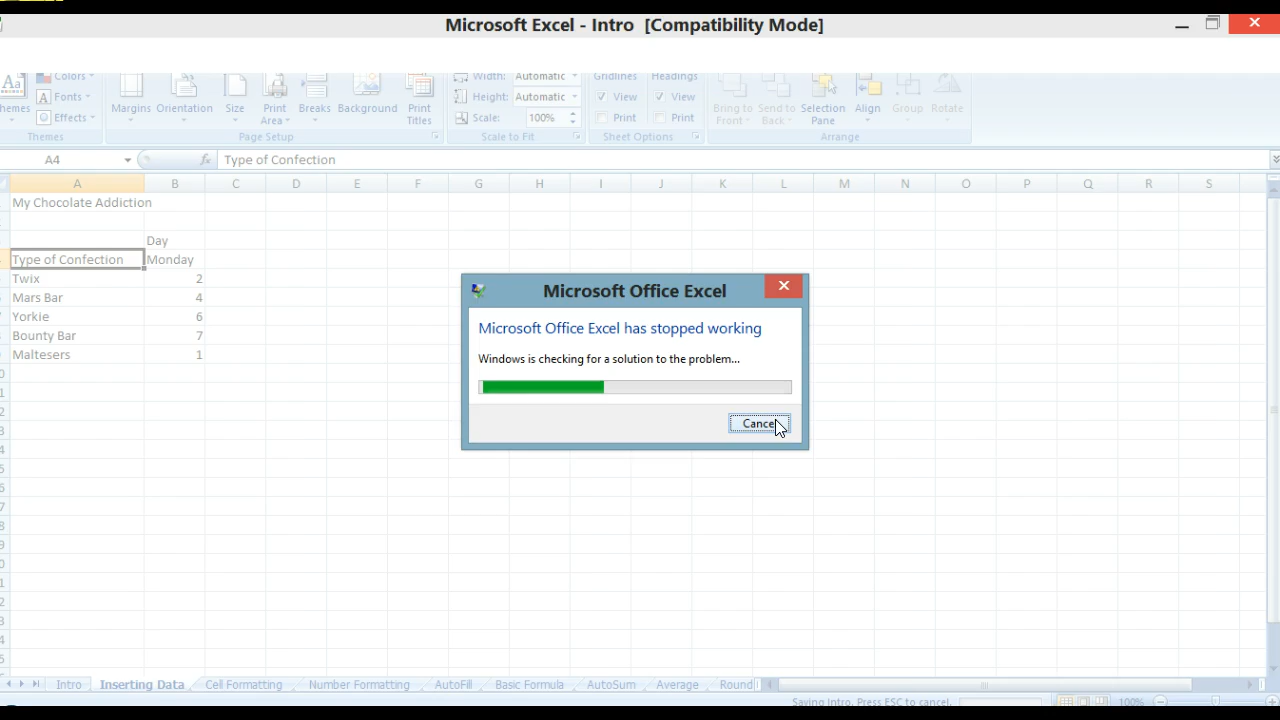 Microsoft Excel - Intro [Compatibility Mode]
Colors
Width: Automatic Gridlines Headings
Aa Fonts Height: Automatic View View
Margins Orientation Size Print Area Breaks Background Print Titles Bring to Front Send to Back Selection Pane Align Group Rotate
Effects Scale: 100% Print Print
Themes Page Setup Scale to Fit Sheet Options Arrange
A4 fx Type of Confection
A B C D E F G H I J K L M N O P Q R S
My Chocolate Addiction
Day
Type of Confection Monday
Twix 2
Mars Bar 4
Yorkie 6
Bounty Bar 7
Maltesers 1
Microsoft Office Excel
Microsoft Office Excel has stopped working
Windows is checking for a solution to the problem...
Cancel
Intro Inserting Data Cell Formatting Number Formatting AutoFill Basic Formula AutoSum Average Round
Saving Intro. Press ESC to cancel. 100%